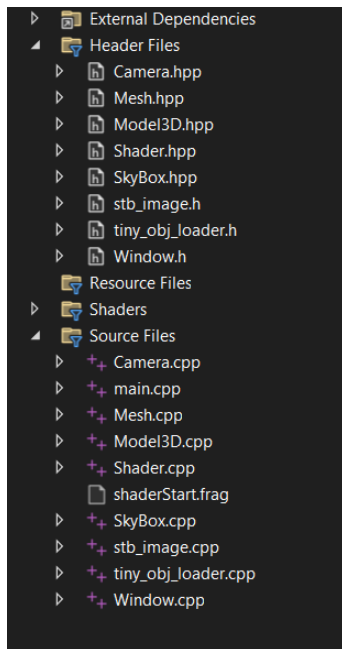 External Dependencies
Header Files
Camera.hpp
Mesh.hpp
Model3D.hpp
Shader.hpp
SkyBox.hpp
stb_image.h
tiny_obj_loader.h
Window.h
Resource Files
Shaders
Source Files
Camera.cpp
main.cpp
Mesh.cpp
Model3D.cpp
Shader.cpp
shaderStart.frag
SkyBox.cpp
stb_image.cpp
tiny_obj_loader.cpp
Window.cpp